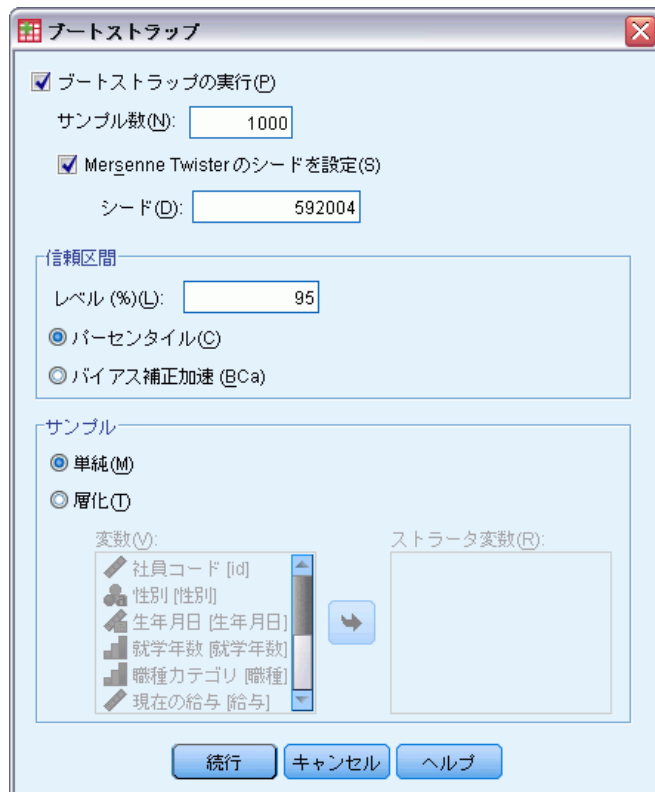 ブートストラップ
ブートストラップの実行(P)
サンプル数(N): 1000
Mersenne Twisterのシードを設定(S)
シード(D): 592004
信頼区間
レベル (%)(L): 95
パーセンタイル(C)
バイアス補正加速 (BCa)
サンプル
単純(M)
層化(T)
変数(V): ストラータ変数(R):
社員コード [id]
性別 [性別]
生年月日 [生年月日]
就学年数 [就学年数]
職種カテゴリ [職種]
現在の給与 [給与]
続行 キャンセル ヘルプ